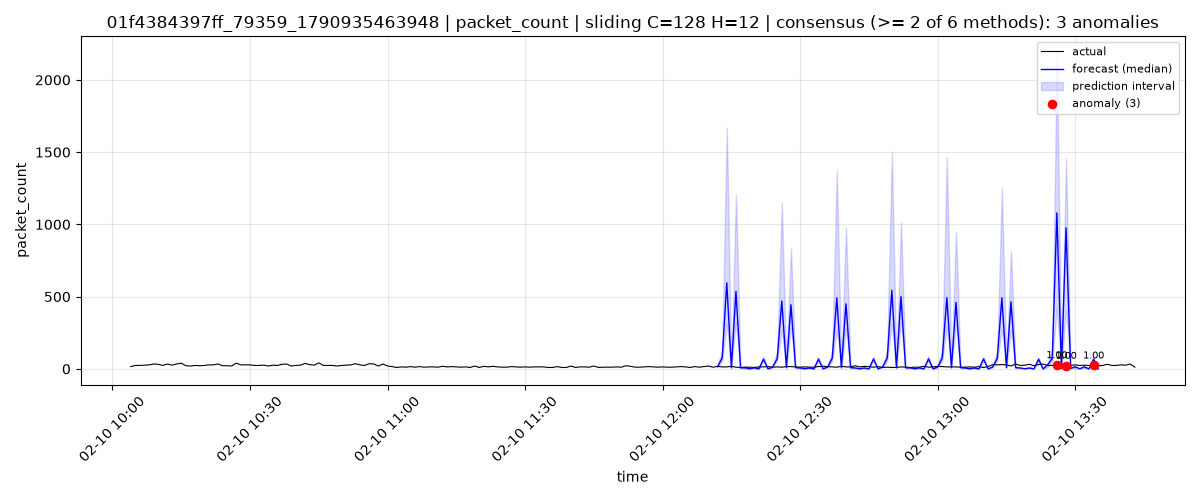 01f4384397ff_79359_1790935463948 | packet_count | sliding C=128 H=12 | consensus (>= 2 of 6 methods): 3 anomalies
actual
forecast (median)
prediction interval
anomaly (3)
packet_count
2000
1500
1000
500
0
1.00
1.00
1.00
02-10 10:00
02-10 10:30
02-10 11:00
02-10 11:30
02-10 12:00
02-10 12:30
02-10 13:00
02-10 13:30
time